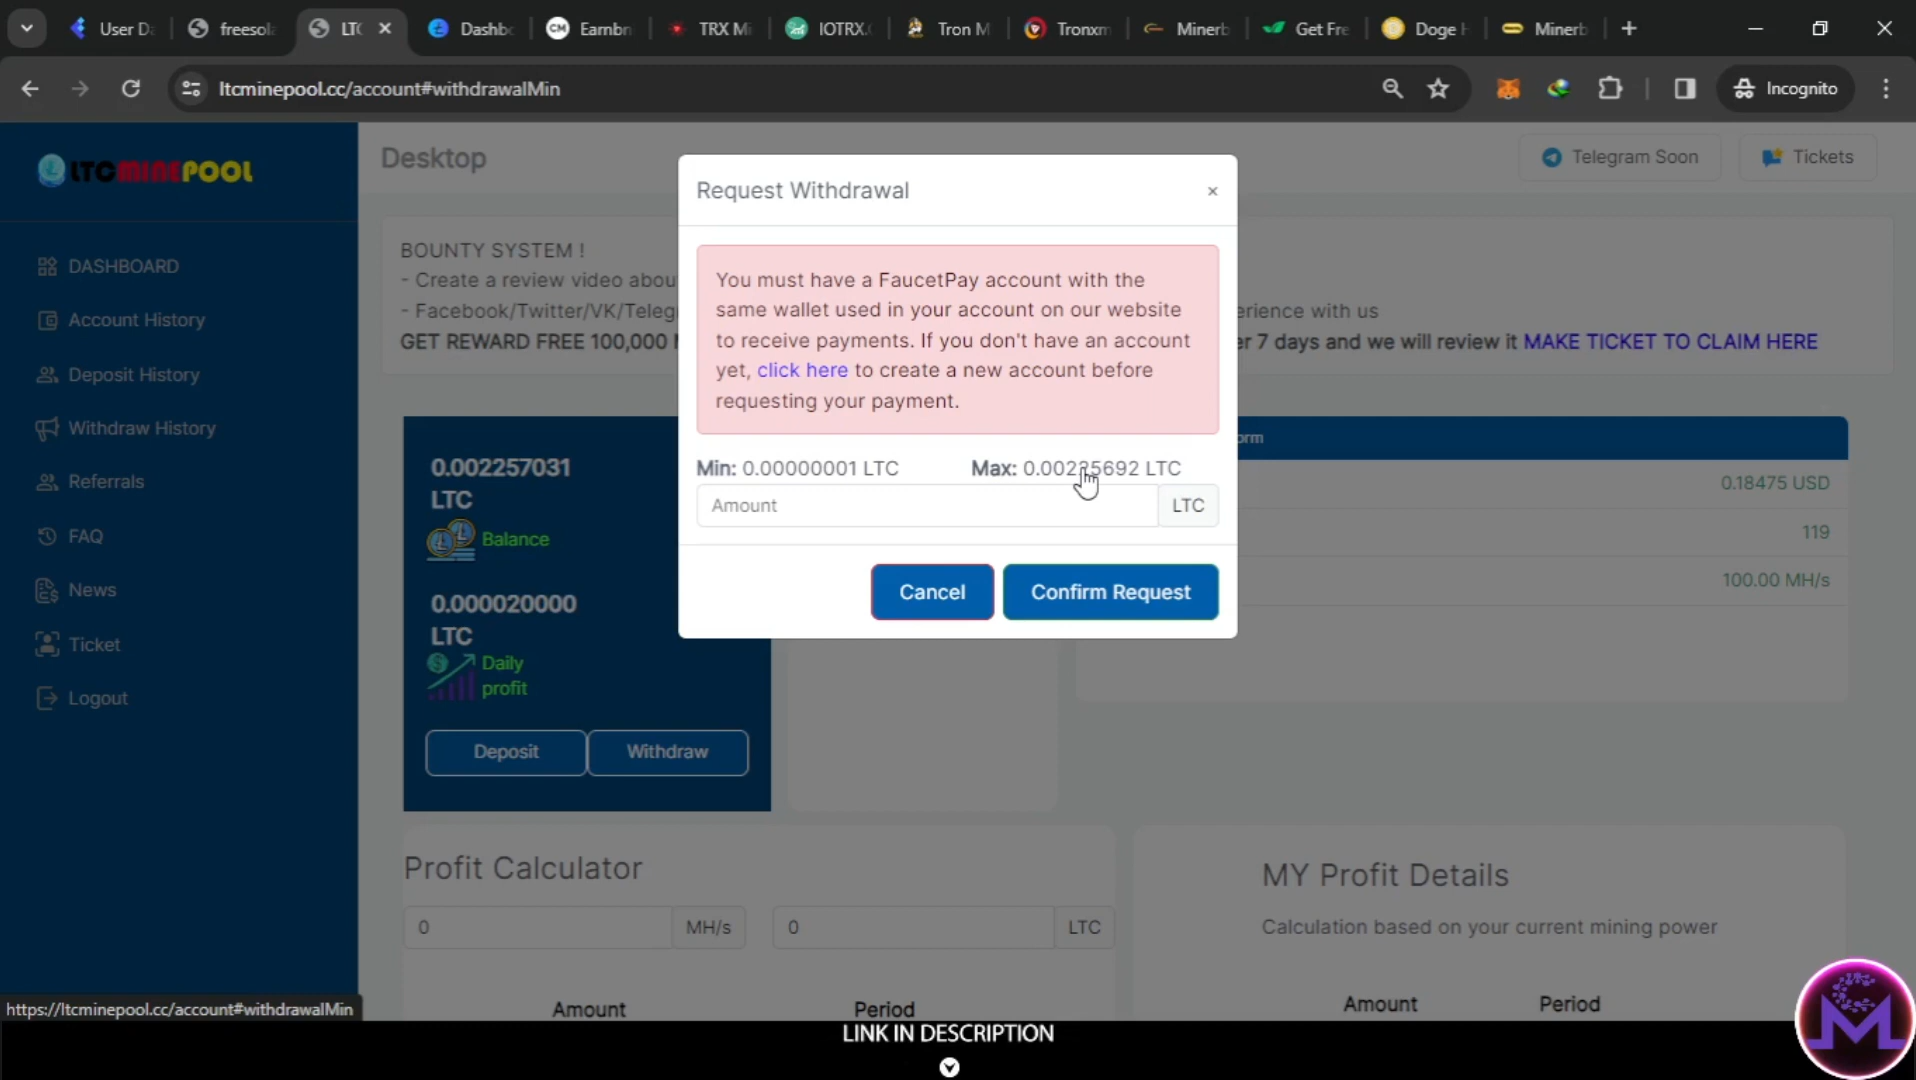 User Da
freesola
LTC
Dashbo
Earnbn
TRX Mi
IOTRX.C
Tron M
Tronxm
Minerb
Get Fre
Doge H
Minerb
ltcminepool.cc/account#withdrawalMin
Incognito
LTCMINEPOOL
Desktop
Telegram Soon
Tickets
DASHBOARD
Account History
Deposit History
Withdraw History
Referrals
FAQ
News
Ticket
Logout
BOUNTY SYSTEM !
- Create a review video abou
- Facebook/Twitter/VK/Telegr erience with us
GET REWARD FREE 100,000 er 7 days and we will review it MAKE TICKET TO CLAIM HERE
Request Withdrawal
×
You must have a FaucetPay account with the
same wallet used in your account on our website
to receive payments. If you don't have an account
yet, click here to create a new account before
requesting your payment.
Min: 0.00000001 LTC Max: 0.00225692 LTC
Amount
LTC
Cancel
Confirm Request
0.002257031
LTC
Balance
0.000020000
LTC
Daily
profit
Deposit
Withdraw
orm
0.18475 USD
119
100.00 MH/s
Profit Calculator
0 MH/s
0 LTC
Amount Period
MY Profit Details
Calculation based on your current mining power
Amount Period
https://ltcminepool.cc/account#withdrawalMin
LINK IN DESCRIPTION
M